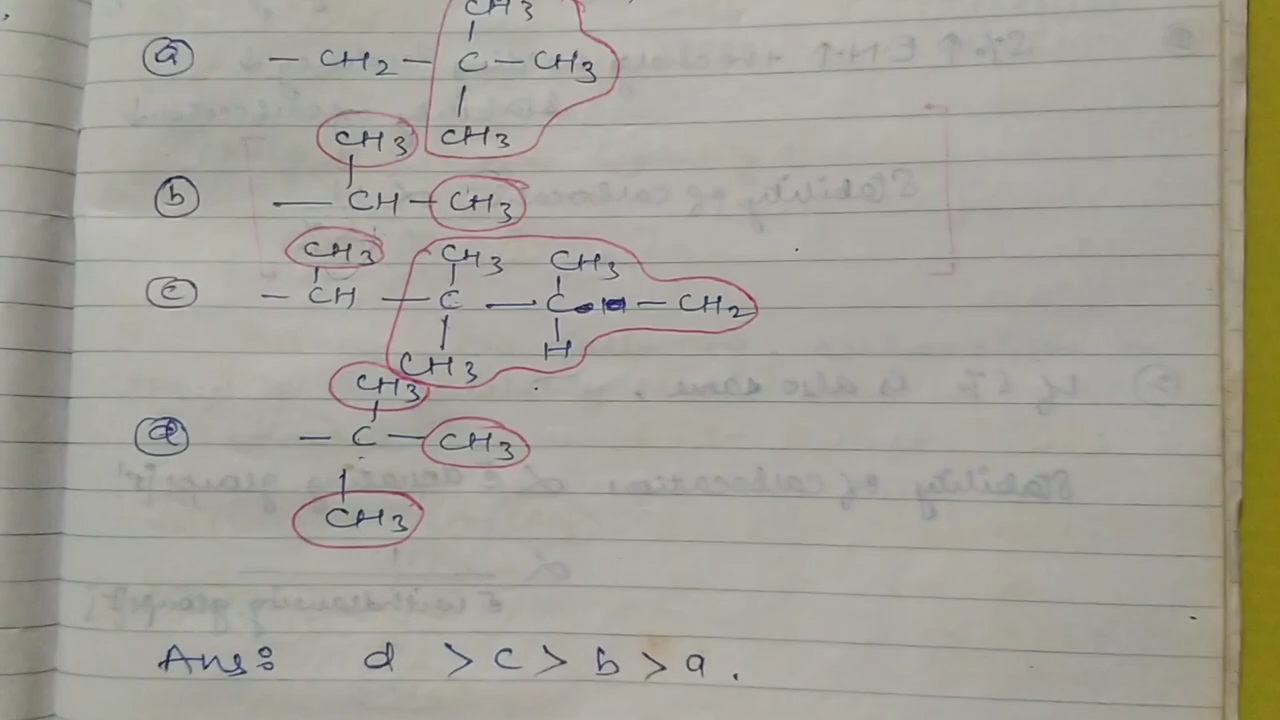 CH3
ⓐ — CH2 — C — CH3
CH3
CH3
ⓑ — CH — CH3
CH3 CH3 CH3
ⓒ — CH — C — C — CH2
CH3 H
CH3
ⓓ — C — CH3
CH3
Ans: d > c > b > a.